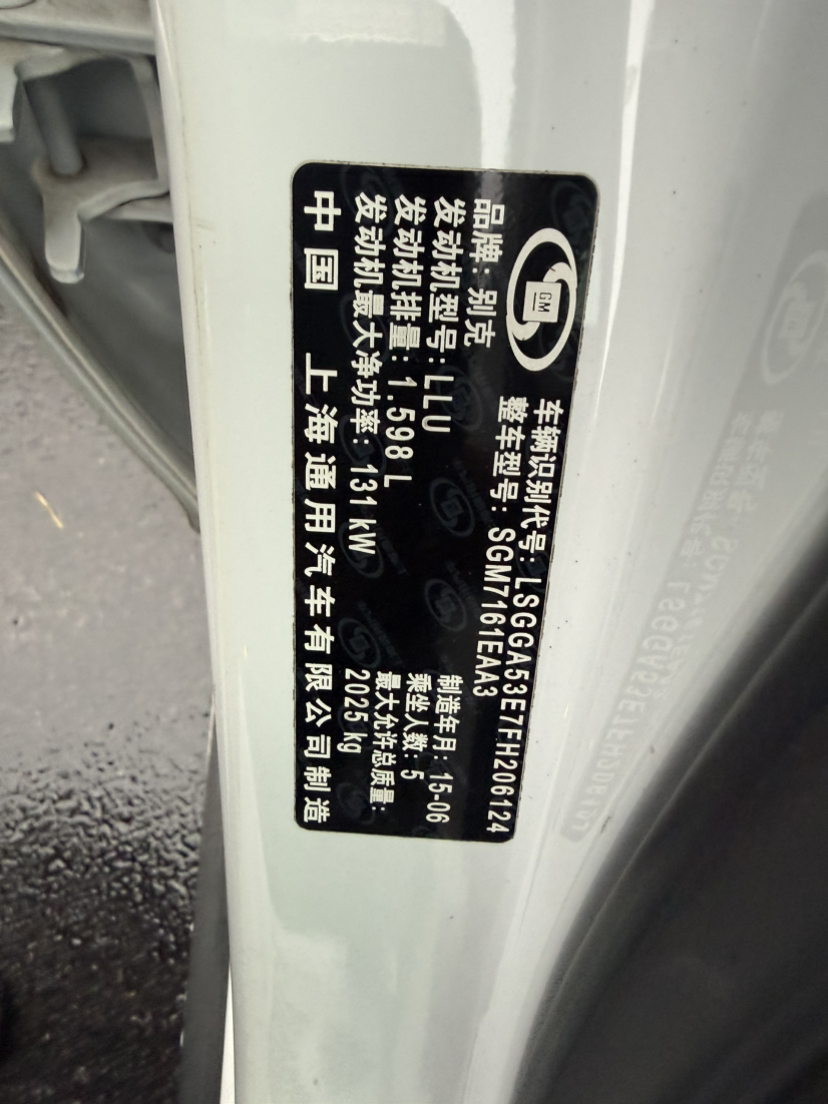 GM
车辆识别代号: LSGGA53E7FH206124
整车型号: SGM7161EAA3
品牌: 别克
发动机型号: LLU
制造年月: 15-06
发动机排量: 1.598 L
乘坐人数: 5
发动机最大净功率: 131 kW
最大允许总质量:
2025 kg
中国 上海通用汽车有限公司制造